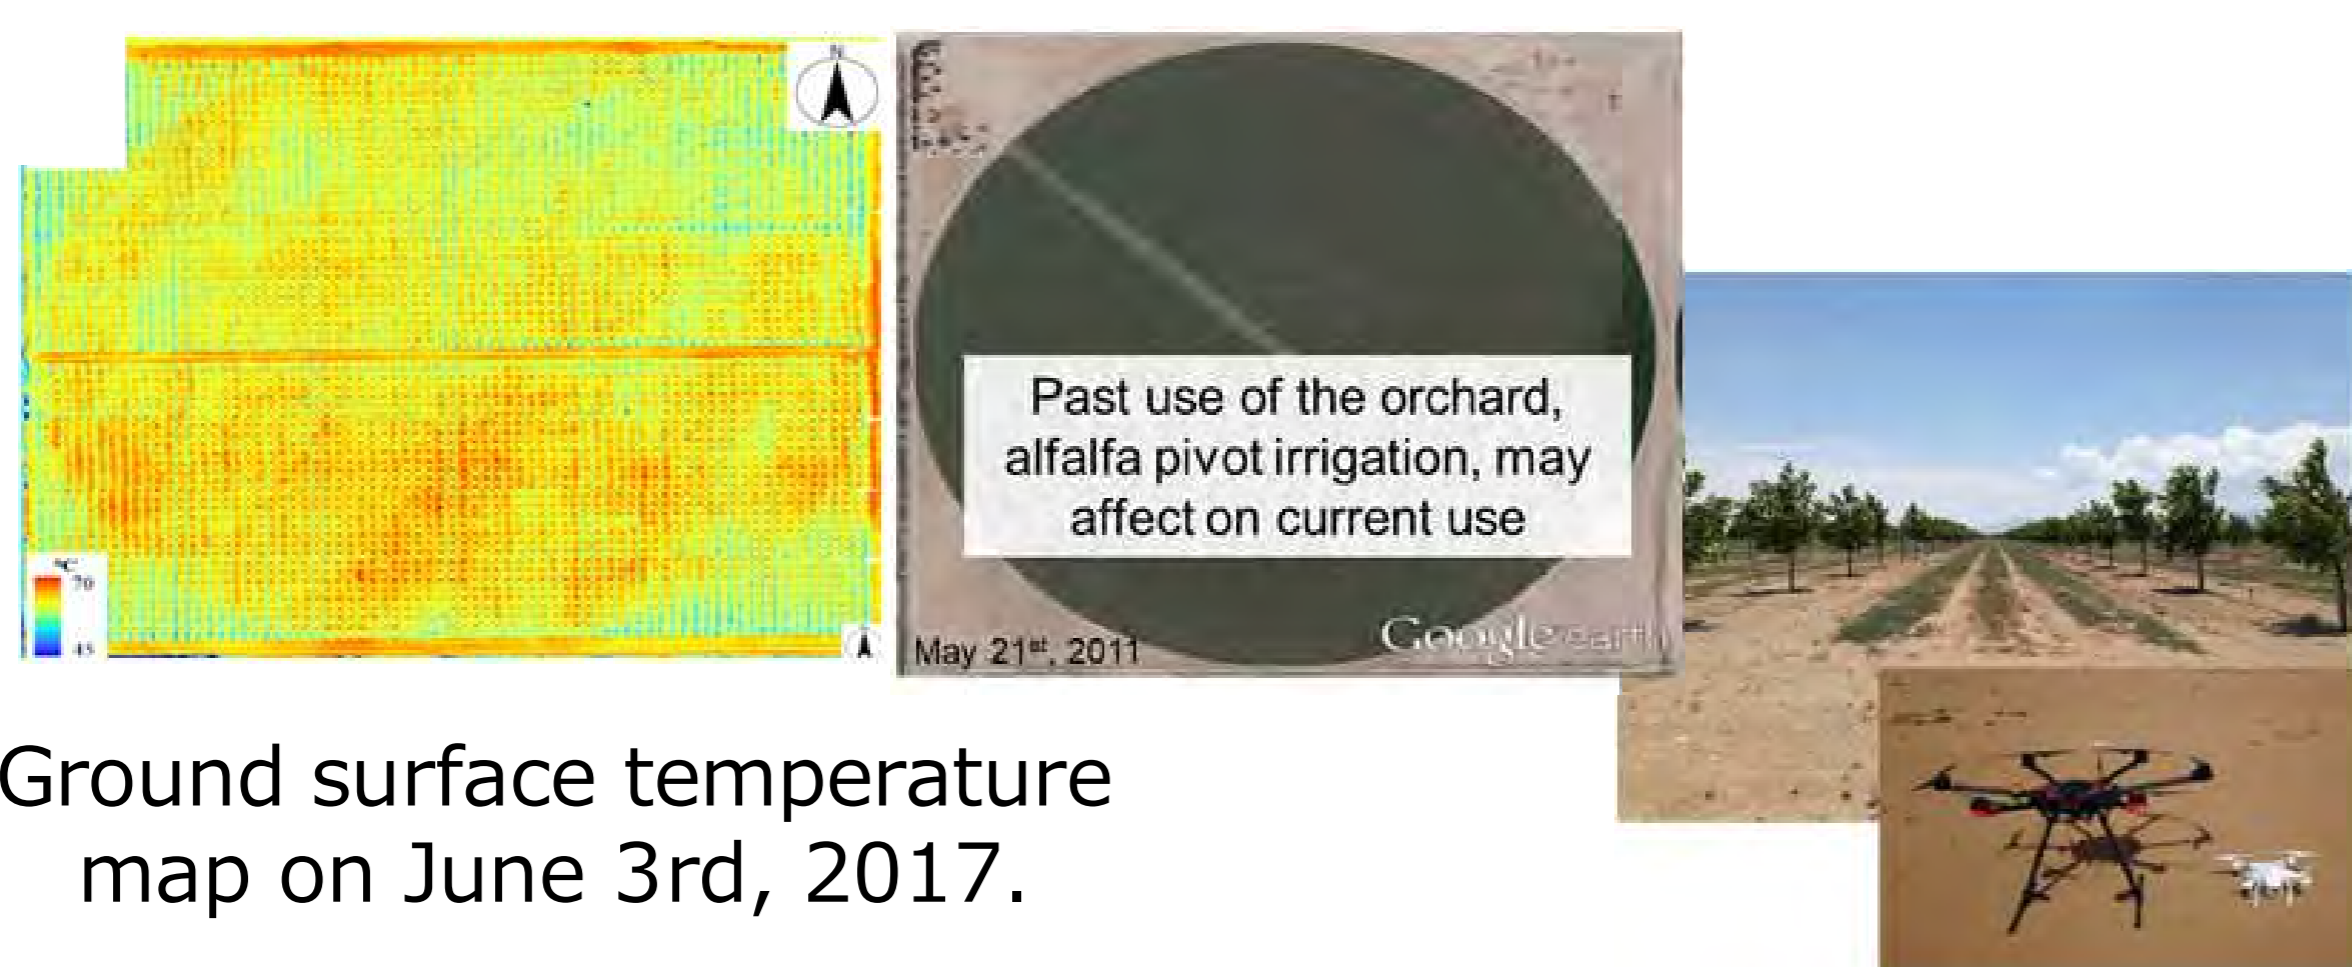 N
°C
70
45
Past use of the orchard,
alfalfa pivot irrigation, may
affect on current use
May 21st, 2011
Google earth
Ground surface temperature
map on June 3rd, 2017.